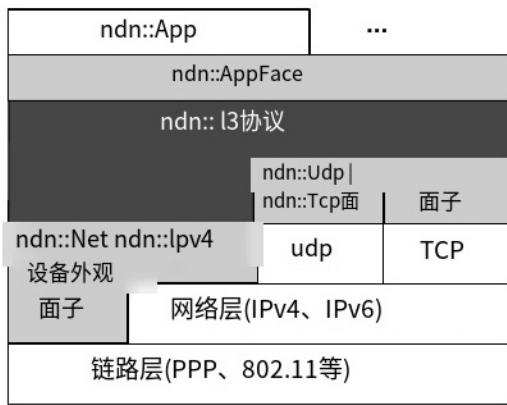 ndn::App
...
ndn::AppFace
ndn:: l3协议
ndn::Udp |
ndn::Tcp面
面子
ndn::Net ndn::lpv4
设备外观
面子
udp
TCP
网络层(IPv4、IPv6)
链路层(PPP、802.11等)